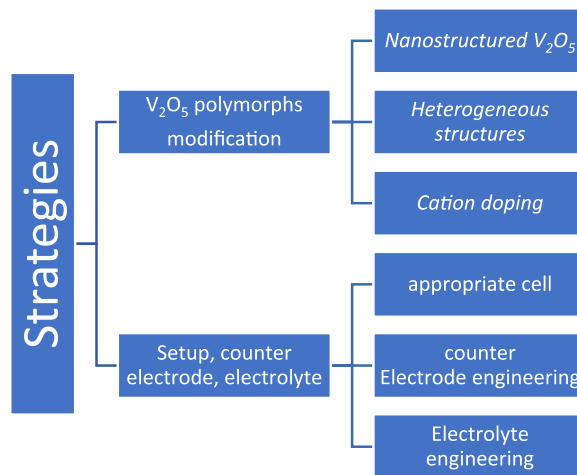 Strategies
V₂O₅ polymorphs
modification
Nanostructured V₂O₅
Heterogeneous
structures
Cation doping
Setup, counter
electrode, electrolyte
appropriate cell
counter
Electrode engineering
Electrolyte
engineering